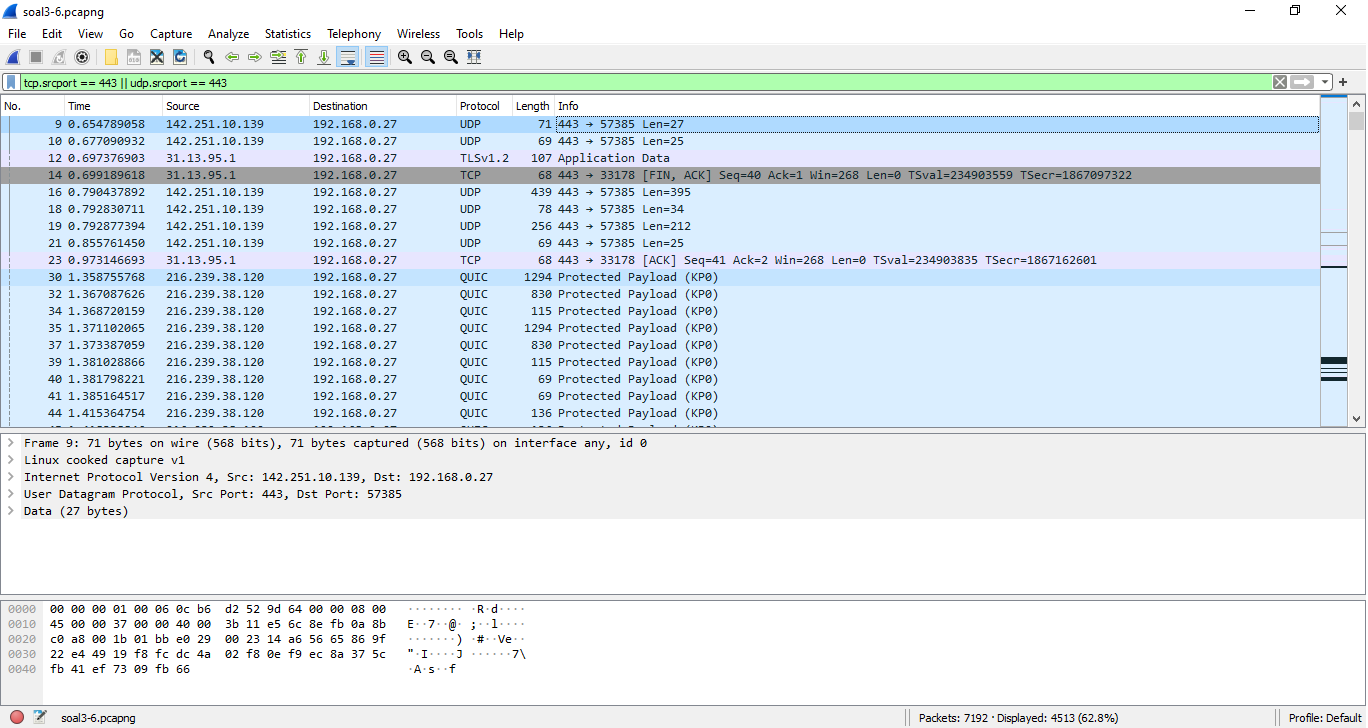 soal3-6.pcapng
File Edit View Go Capture Analyze Statistics Telephony Wireless Tools Help
tcp.srcport == 443 || udp.srcport == 443
No. Time Source Destination Protocol Length Info
9 0.654789058 142.251.10.139 192.168.0.27 UDP 71 443 → 57385 Len=27
10 0.677090932 142.251.10.139 192.168.0.27 UDP 69 443 → 57385 Len=25
12 0.697376903 31.13.95.1 192.168.0.27 TLSv1.2 107 Application Data
14 0.699189618 31.13.95.1 192.168.0.27 TCP 68 443 → 33178 [FIN, ACK] Seq=40 Ack=1 Win=268 Len=0 TSval=234903559 TSecr=1867097322
16 0.790437892 142.251.10.139 192.168.0.27 UDP 439 443 → 57385 Len=395
18 0.792830711 142.251.10.139 192.168.0.27 UDP 78 443 → 57385 Len=34
19 0.792877394 142.251.10.139 192.168.0.27 UDP 256 443 → 57385 Len=212
21 0.855761450 142.251.10.139 192.168.0.27 UDP 69 443 → 57385 Len=25
23 0.973146693 31.13.95.1 192.168.0.27 TCP 68 443 → 33178 [ACK] Seq=41 Ack=2 Win=268 Len=0 TSval=234903835 TSecr=1867162601
30 1.358755768 216.239.38.120 192.168.0.27 QUIC 1294 Protected Payload (KP0)
32 1.367087626 216.239.38.120 192.168.0.27 QUIC 830 Protected Payload (KP0)
34 1.368720159 216.239.38.120 192.168.0.27 QUIC 115 Protected Payload (KP0)
35 1.371102065 216.239.38.120 192.168.0.27 QUIC 1294 Protected Payload (KP0)
37 1.373387059 216.239.38.120 192.168.0.27 QUIC 830 Protected Payload (KP0)
39 1.381028866 216.239.38.120 192.168.0.27 QUIC 115 Protected Payload (KP0)
40 1.381798221 216.239.38.120 192.168.0.27 QUIC 69 Protected Payload (KP0)
41 1.385164517 216.239.38.120 192.168.0.27 QUIC 69 Protected Payload (KP0)
44 1.415364754 216.239.38.120 192.168.0.27 QUIC 136 Protected Payload (KP0)
Frame 9: 71 bytes on wire (568 bits), 71 bytes captured (568 bits) on interface any, id 0
Linux cooked capture v1
Internet Protocol Version 4, Src: 142.251.10.139, Dst: 192.168.0.27
User Datagram Protocol, Src Port: 443, Dst Port: 57385
Data (27 bytes)
0000 00 00 00 01 00 06 0c b6 d2 52 9d 64 00 00 08 00 ········ ·R·d····
0010 45 00 00 37 00 00 40 00 3b 11 e5 6c 8e fb 0a 8b E··7··@· ;··l····
0020 c0 a8 00 1b 01 bb e0 29 00 23 14 a6 56 65 86 9f ·······) ·#··Ve··
0030 22 e4 49 19 f8 fc dc 4a 02 f0 0e f9 ec 8a 37 5c "·I····J ······7\
0040 fb 41 ef 73 09 fb 66 ·A·s··f
soal3-6.pcapng Packets: 7192 · Displayed: 4513 (62.8%) Profile: Default